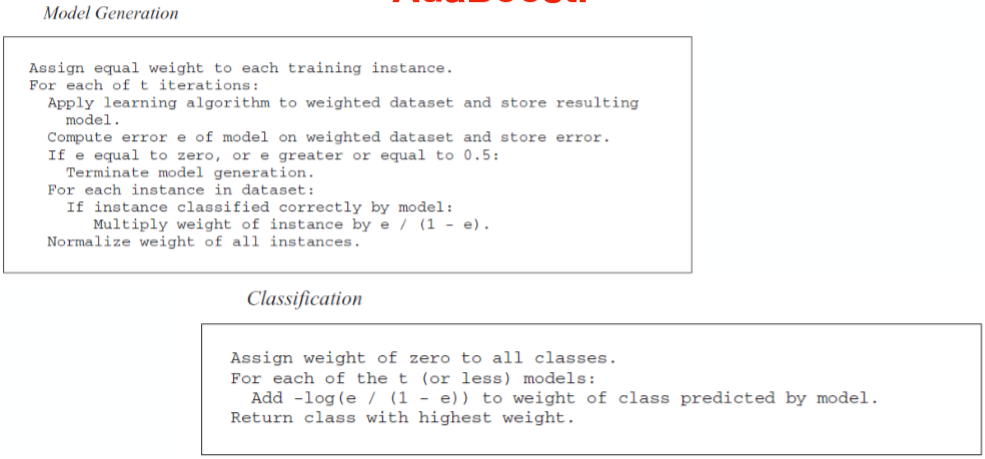 Model Generation
Assign equal weight to each training instance.
For each of t iterations:
Apply learning algorithm to weighted dataset and store resulting
model.
Compute error e of model on weighted dataset and store error.
If e equal to zero, or e greater or equal to 0.5:
Terminate model generation.
For each instance in dataset:
If instance classified correctly by model:
Multiply weight of instance by e / (1 - e).
Normalize weight of all instances.
Classification
Assign weight of zero to all classes.
For each of the t (or less) models:
Add -log(e / (1 - e)) to weight of class predicted by model.
Return class with highest weight.